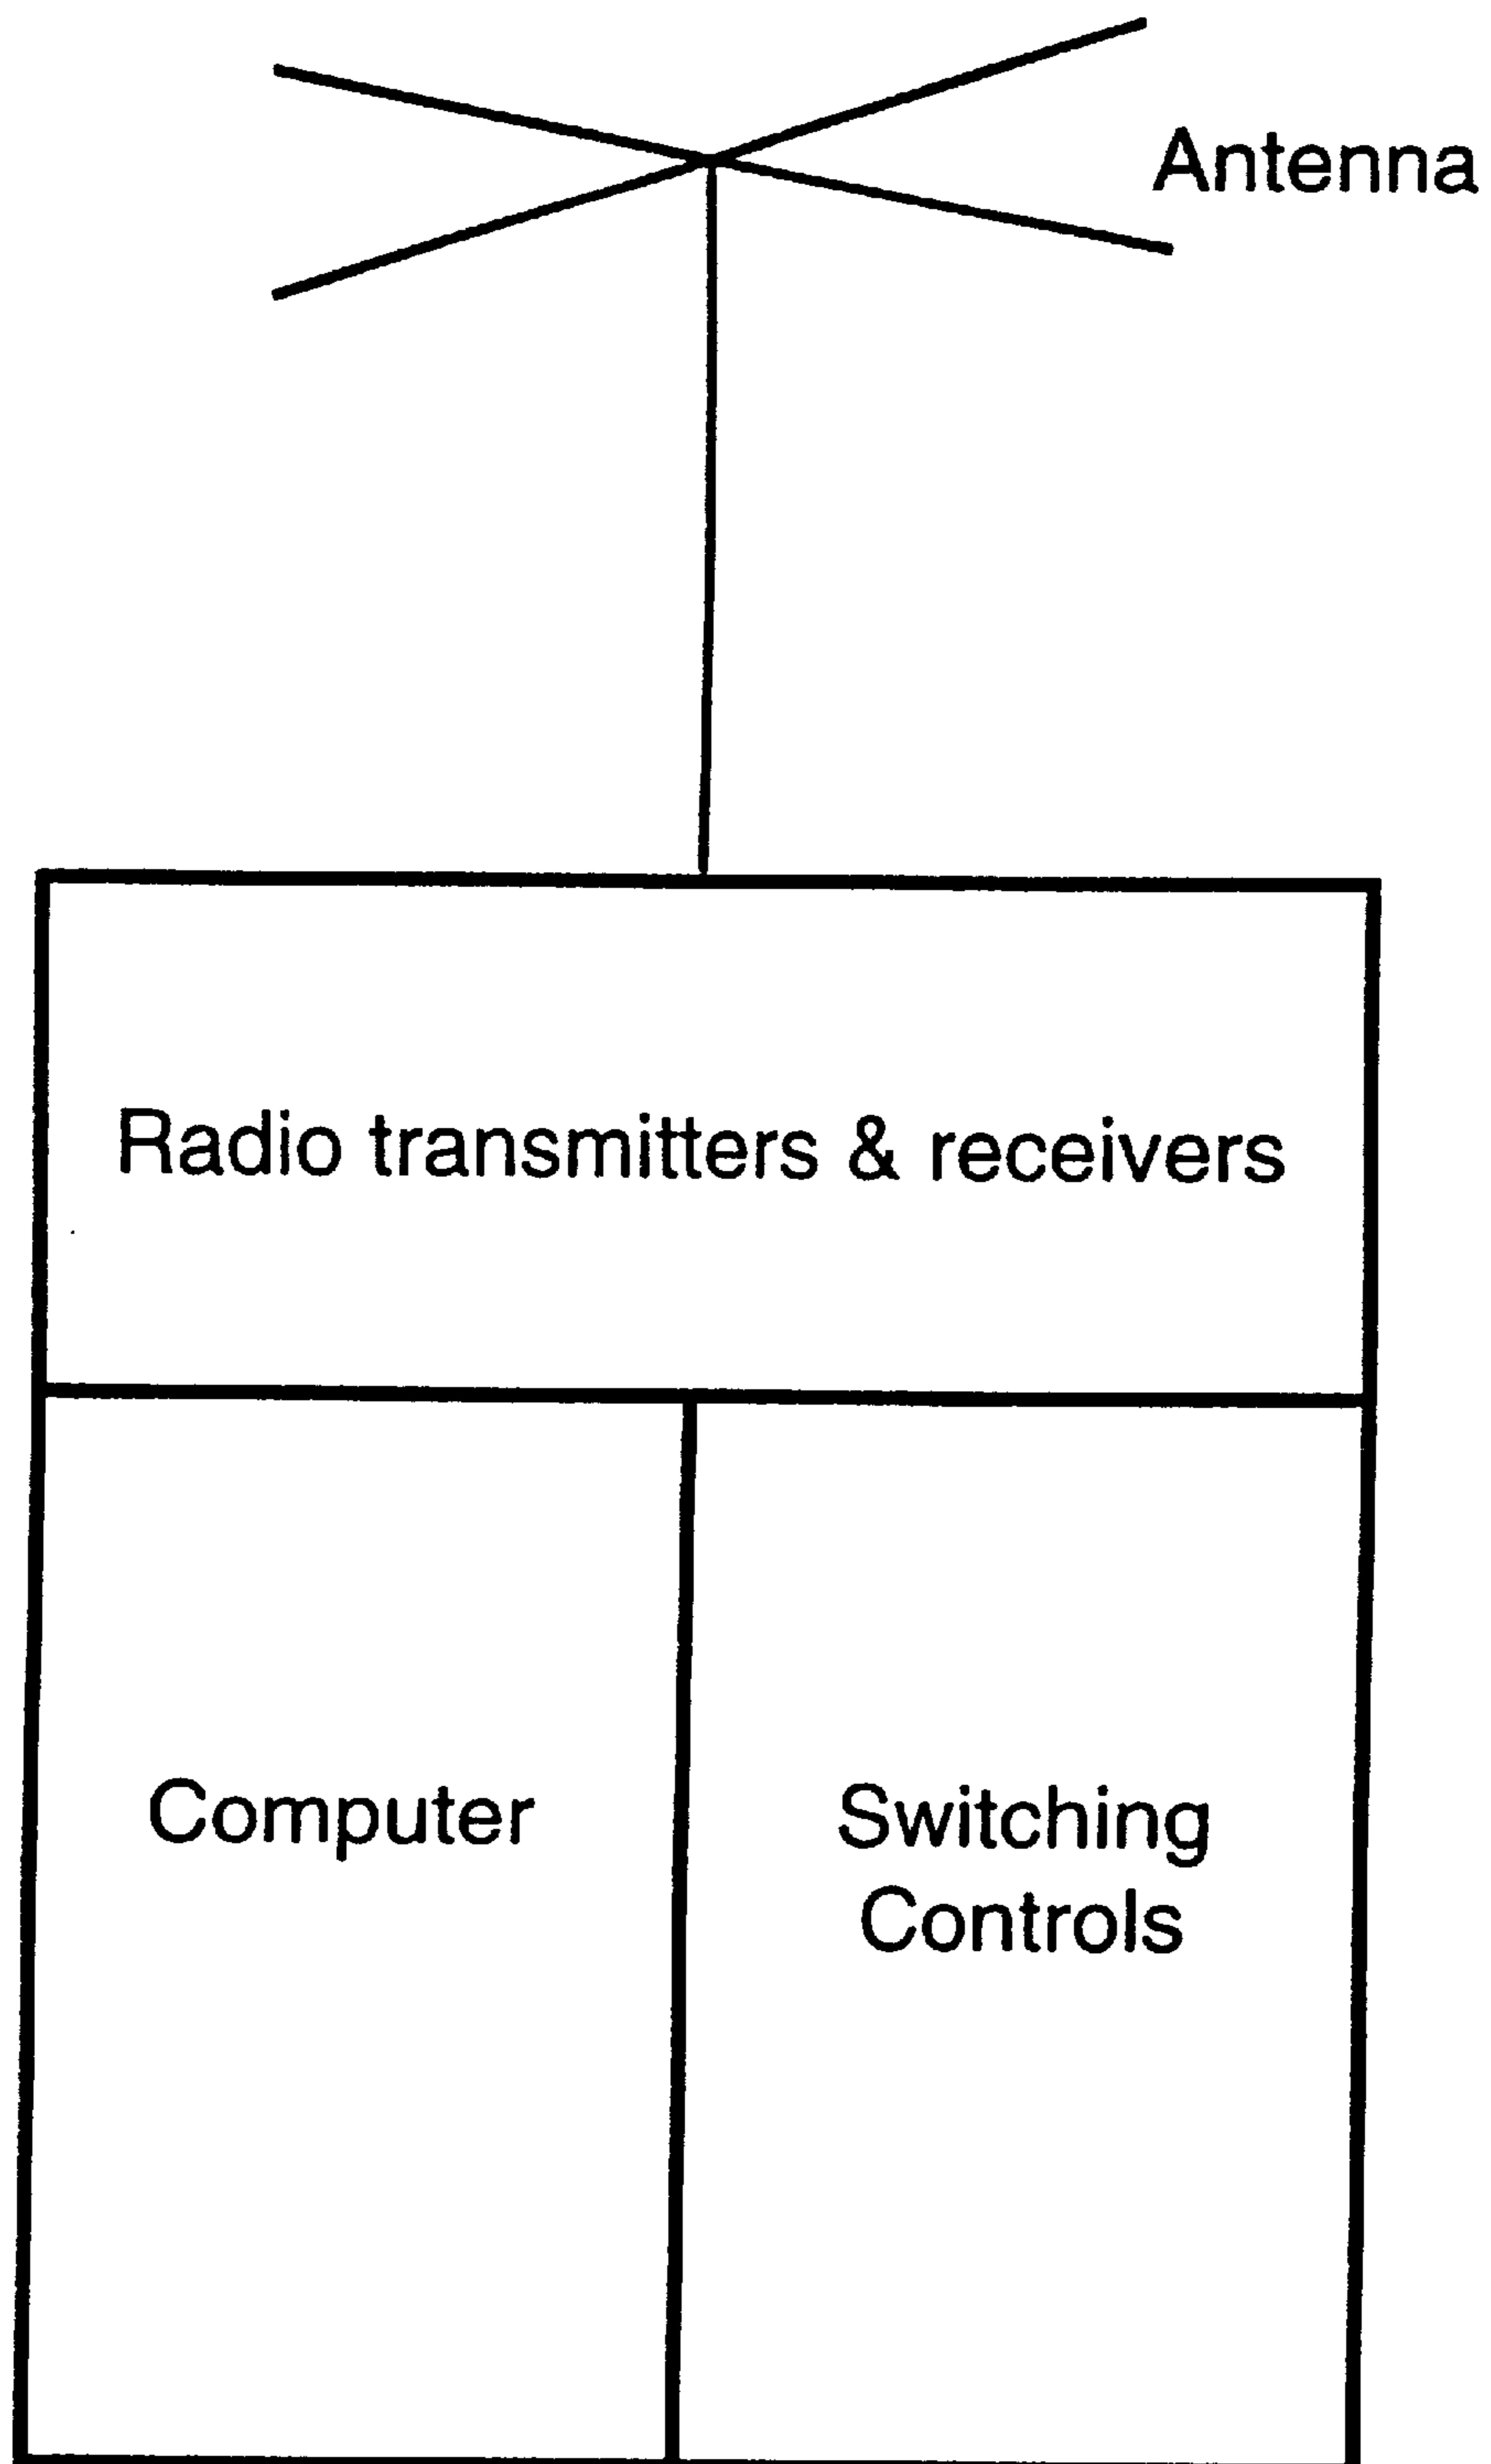 Antenna
Radio transmitters & receivers
Computer
Switching
Controls